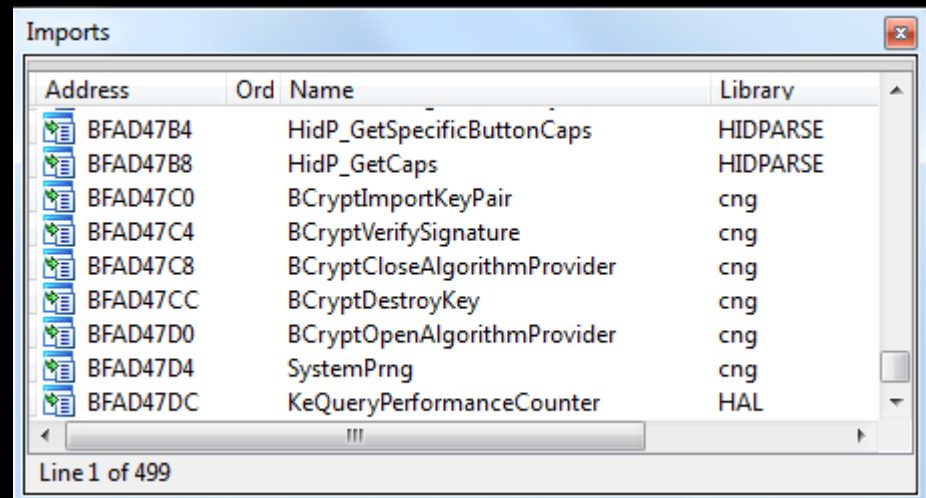 Imports
Address Ord Name Library
BFAD47B4 HidP_GetSpecificButtonCaps HIDPARSE
BFAD47B8 HidP_GetCaps HIDPARSE
BFAD47C0 BCryptImportKeyPair cng
BFAD47C4 BCryptVerifySignature cng
BFAD47C8 BCryptCloseAlgorithmProvider cng
BFAD47CC BCryptDestroyKey cng
BFAD47D0 BCryptOpenAlgorithmProvider cng
BFAD47D4 SystemPrng cng
BFAD47DC KeQueryPerformanceCounter HAL
Line 1 of 499